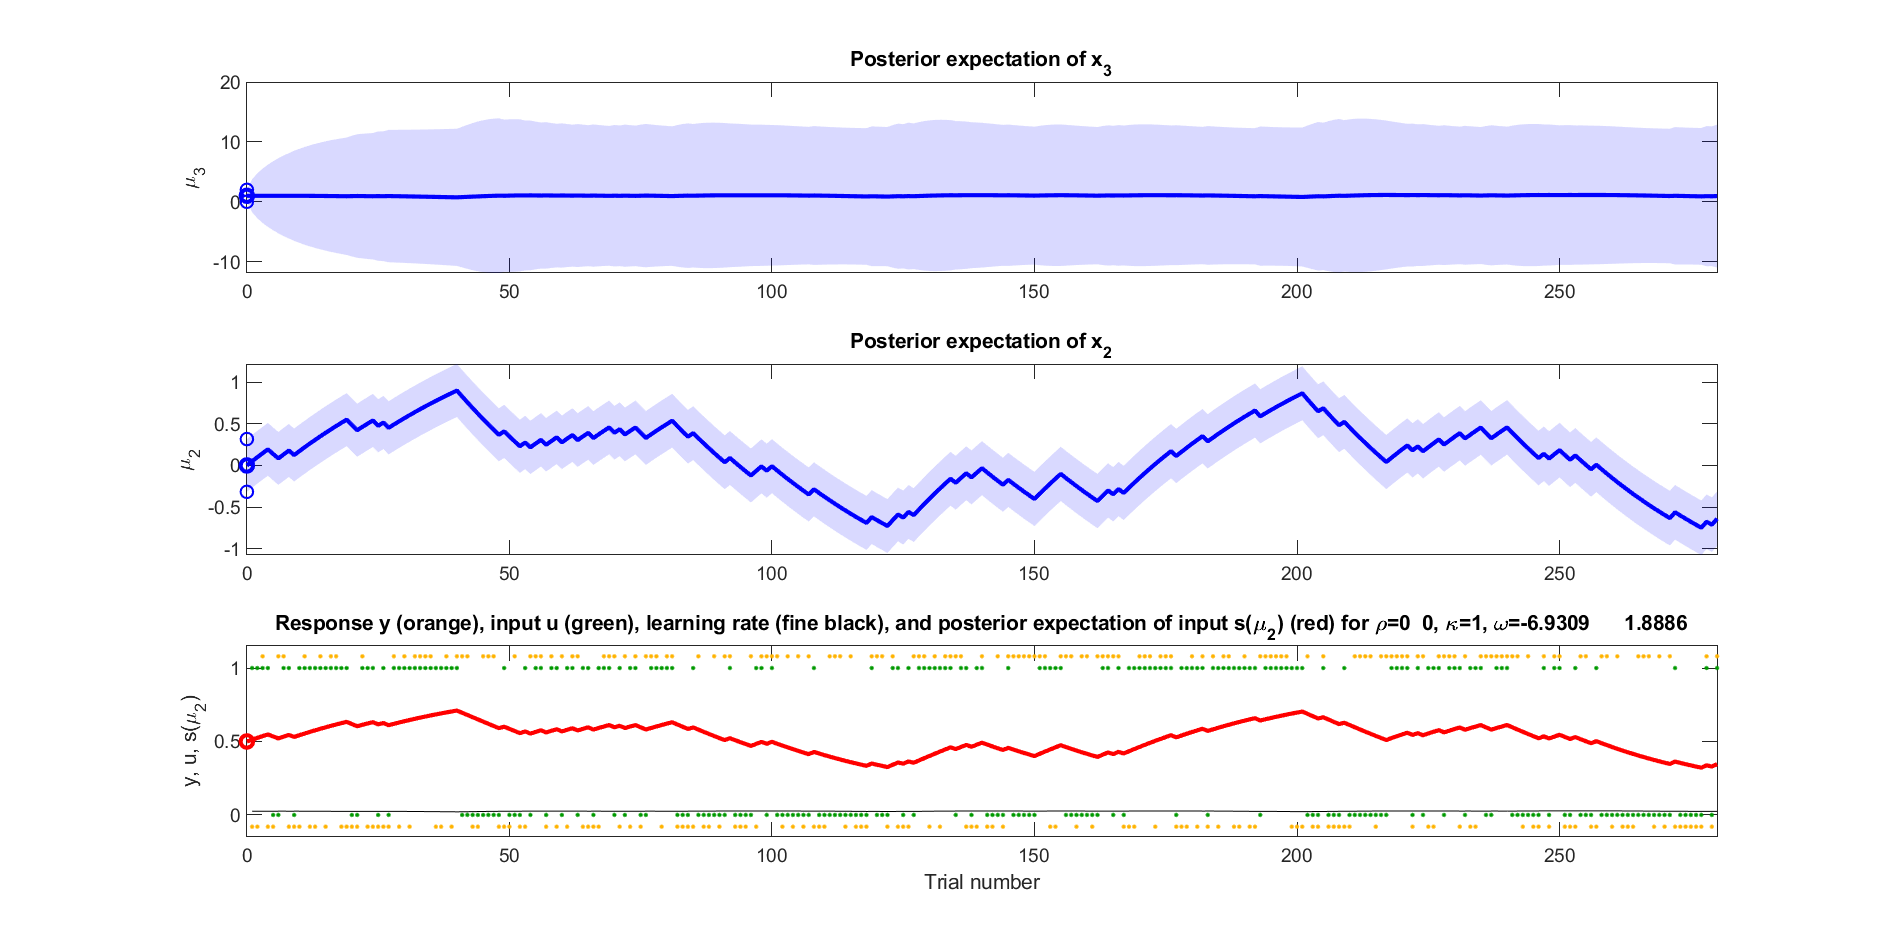 Posterior expectation of x3
20
10
0
-10
μ3
0 50 100 150 200 250
Posterior expectation of x2
1
0.5
0
-0.5
-1
μ2
0 50 100 150 200 250
Response y (orange), input u (green), learning rate (fine black), and posterior expectation of input s(μ2) (red) for ρ=0 0, κ=1, ω=-6.9309 1.8886
1
0.5
0
y, u, s(μ2)
0 50 100 150 200 250
Trial number